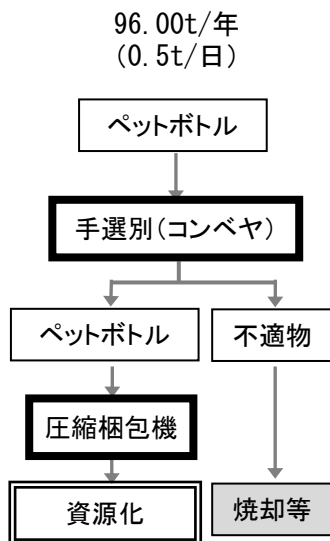 96.00t/年
(0.5t/日)
ペットボトル
手選別(コンベヤ)
ペットボトル
不適物
圧縮梱包機
資源化
焼却等